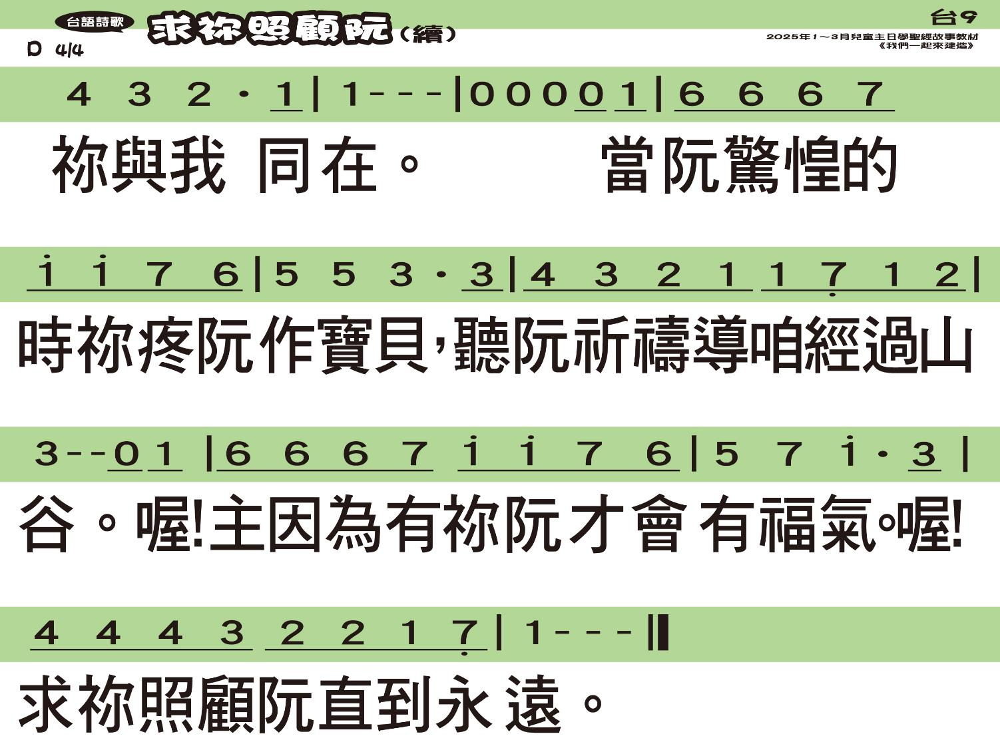 台語詩歌 求祢照顧阮(續) 台9
D 4/4 2025年1~3月兒童主日學聖經故事教材
《我們一起來建造》
4 3 2 · 1 | 1 - - - | 0 0 0 0 1 | 6 6 6 7
祢與我同在。 當阮驚惶的
i i 7 6 | 5 5 3 · 3 | 4 3 2 1 1 7̣ 1 2 |
時祢疼阮作寶貝，聽阮祈禱導咱經過山
3 - - 0 1 | 6 6 6 7 i i 7 6 | 5 7 i · 3 |
谷。喔!主因為有祢阮才會有福氣。喔!
4 4 4 3 2 2 1 7̣ | 1 - - - ‖
求祢照顧阮直到永遠。